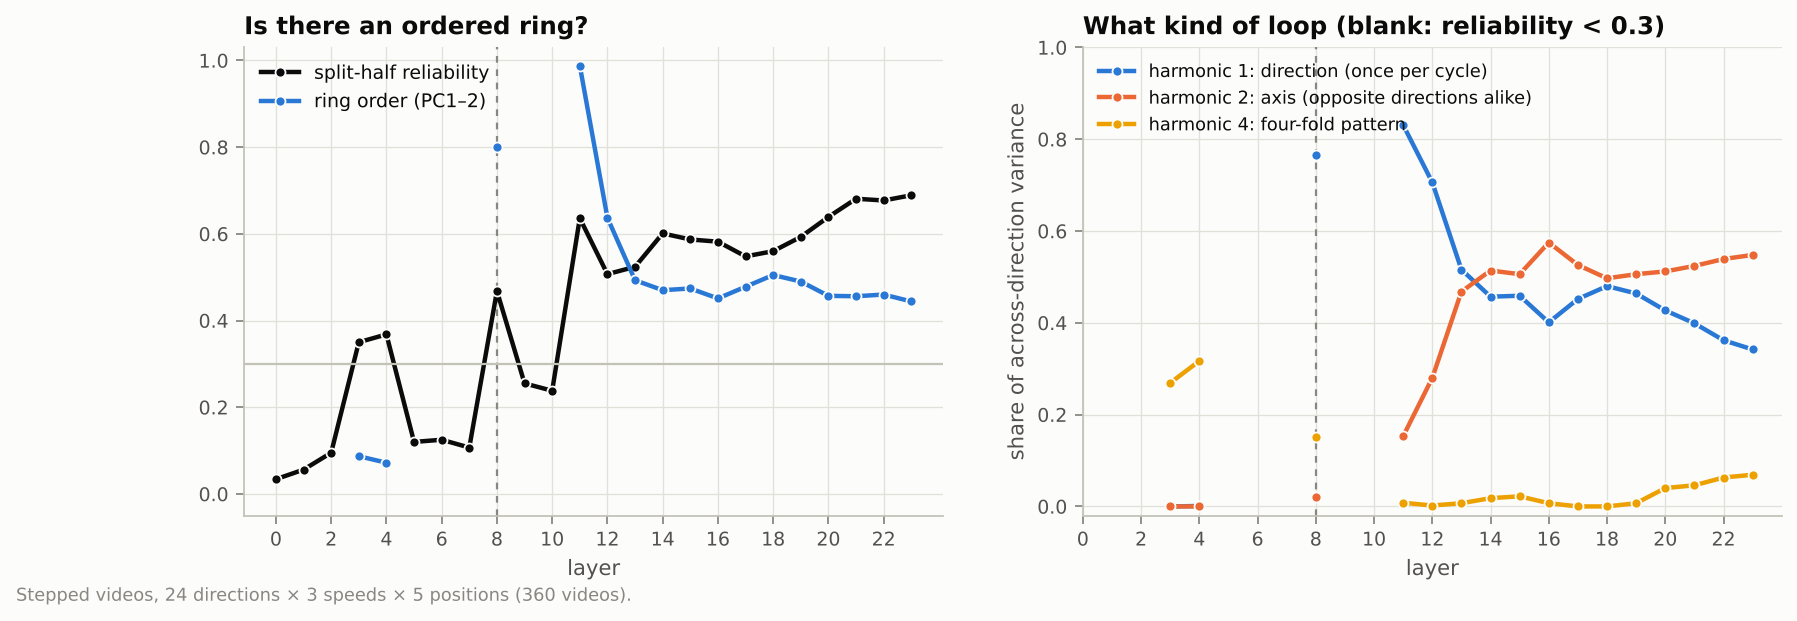 Is there an ordered ring?
1.0
0.8
0.6
0.4
0.2
0.0
split-half reliability
ring order (PC1–2)
0 2 4 6 8 10 12 14 16 18 20 22
layer
What kind of loop (blank: reliability < 0.3)
share of across-direction variance
1.0
0.8
0.6
0.4
0.2
0.0
harmonic 1: direction (once per cycle)
harmonic 2: axis (opposite directions alike)
harmonic 4: four-fold pattern
0 2 4 6 8 10 12 14 16 18 20 22
layer
Stepped videos, 24 directions × 3 speeds × 5 positions (360 videos).